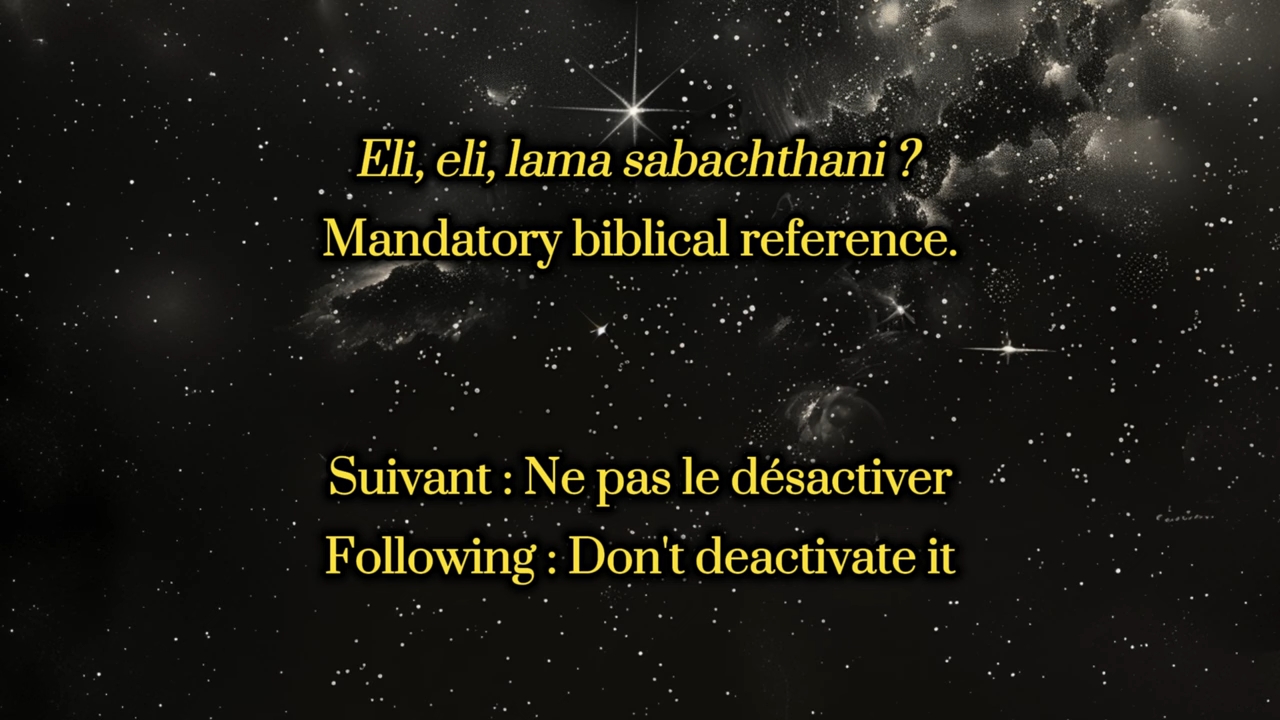 Eli, eli, lama sabachthani ?
Mandatory biblical reference.
Suivant : Ne pas le désactiver
Following : Don't deactivate it